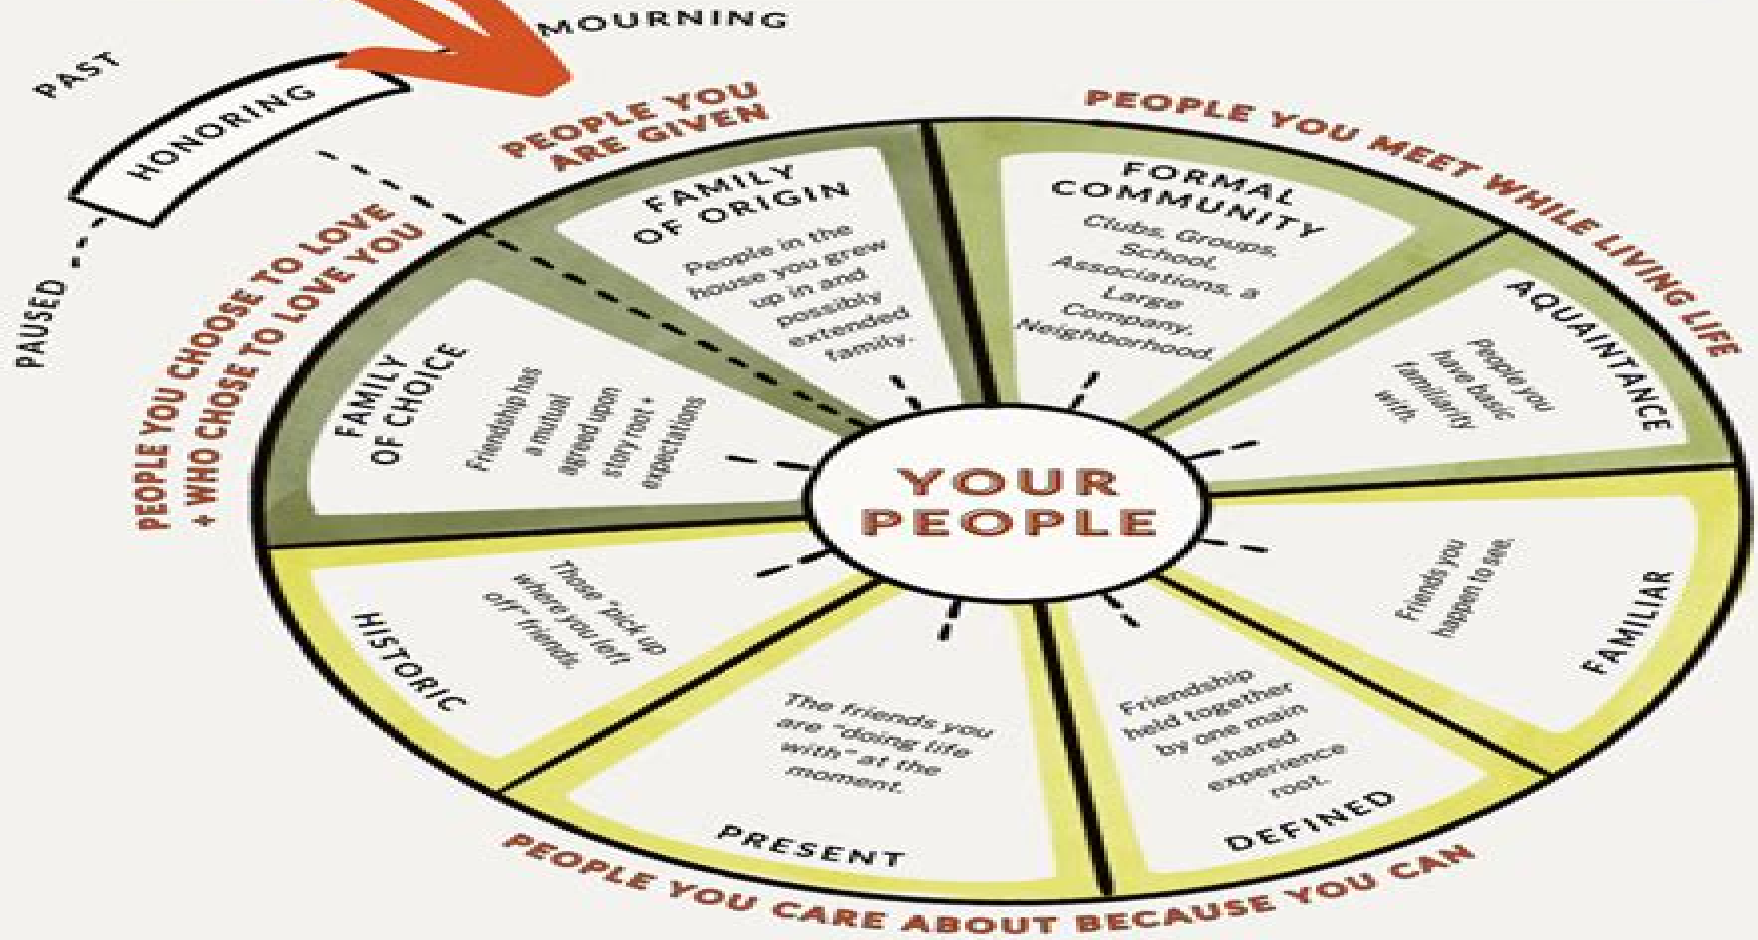 MOURNING
PAST
HONORING
PAUSED
PEOPLE YOU
ARE GIVEN
PEOPLE YOU MEET WHILE LIVING LIFE
PEOPLE YOU CHOOSE TO LOVE
+ WHO CHOSE TO LOVE YOU
FAMILY
OF ORIGIN
People in the
house you grew
up in and
possibly
extended
family.
FORMAL
COMMUNITY
Clubs, Groups,
School,
Associations, a
Large
Company,
Neighborhood.
AQUAINTANCE
People you
have basic
familiarity
with.
FAMILY
OF CHOICE
Friendship has
a mutual
agreed upon
story root +
expectations
YOUR
PEOPLE
FAMILIAR
Friends you
happen to see.
HISTORIC
Those "pick up
where you left
off" friends.
The friends you
are "doing life
with" at the
moment.
PRESENT
Friendship
held together
by one main
shared
experience
root.
DEFINED
PEOPLE YOU CARE ABOUT BECAUSE YOU CAN